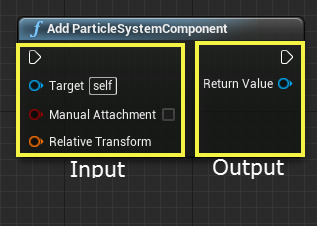 f Add ParticleSystemComponent
Target self
Return Value
Manual Attachment
Relative Transform
Input
Output